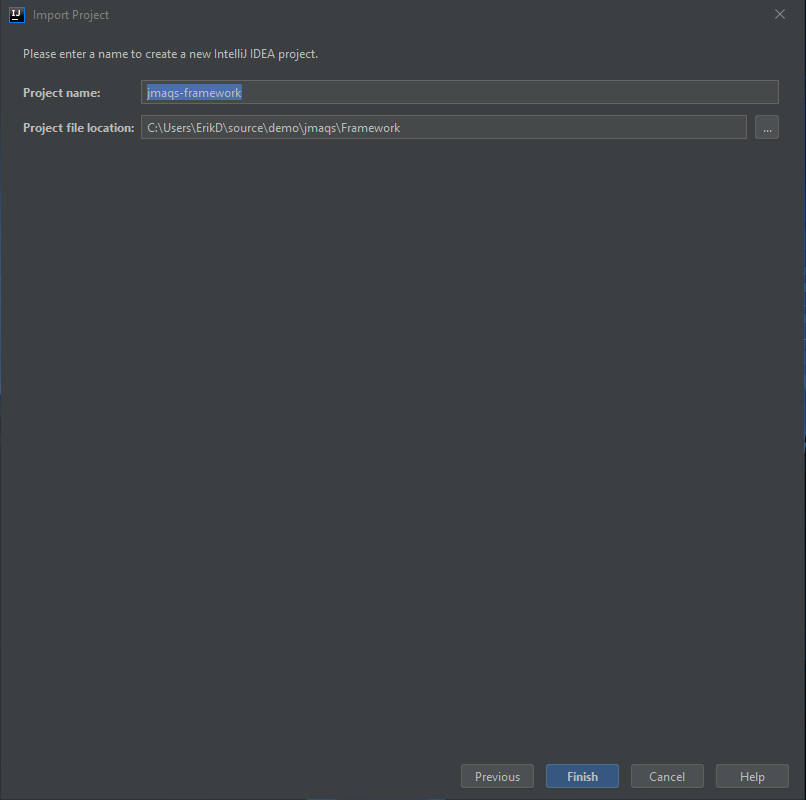 IJ Import Project
Please enter a name to create a new IntelliJ IDEA project.
Project name: jmaqs-framework
Project file location: C:\Users\ErikD\source\demo\jmaqs\Framework ...
Previous Finish Cancel Help